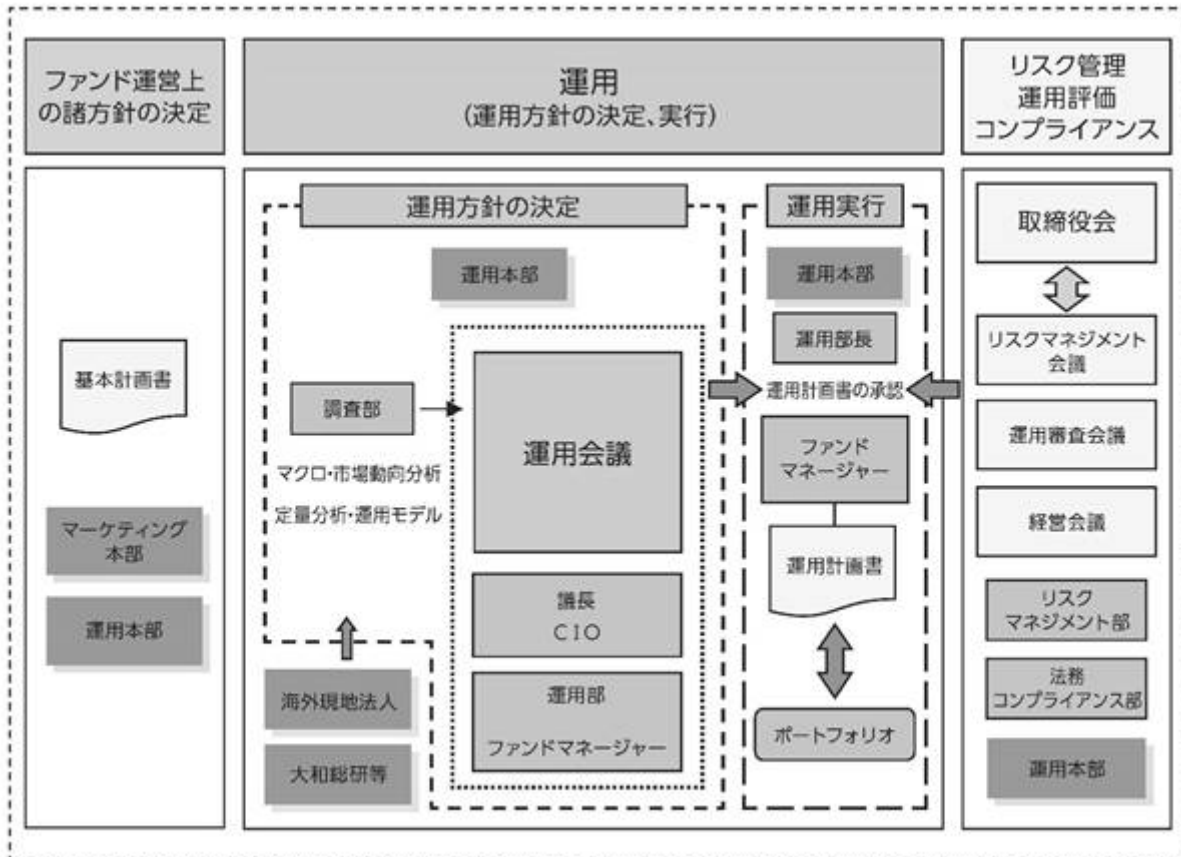 ファンド運営上
の諸方針の決定
運用
(運用方針の決定、実行)
リスク管理
運用評価
コンプライアンス
基本計画書
マーケティング
本部
運用本部
運用方針の決定
運用本部
調査部
マクロ・市場動向分析
定量分析・運用モデル
海外現地法人
大和総研等
運用会議
議長
CIO
運用部
ファンドマネージャー
運用実行
運用本部
運用部長
運用計画書の承認
ファンド
マネージャー
運用計画書
ポートフォリオ
取締役会
リスクマネジメント
会議
運用審査会議
経営会議
リスク
マネジメント部
法務
コンプライアンス部
運用本部